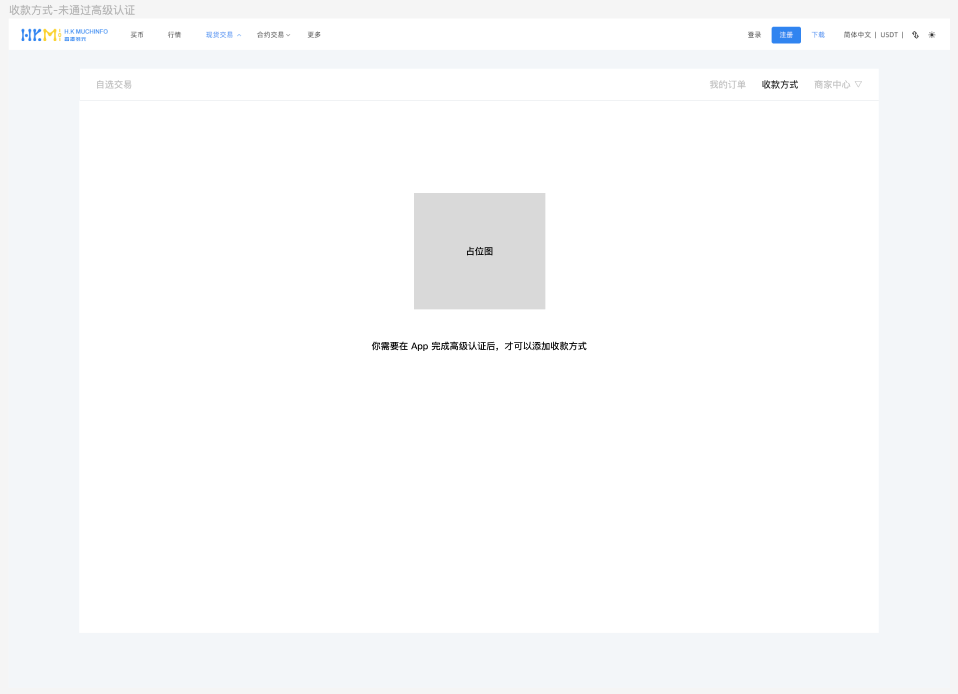 收款方式-未通过高级认证
HKM H.K MUCHINFO
买币 行情 现货交易 合约交易 更多 登录 注册 下载 简体中文 | USDT |
自选交易 我的订单 收款方式 商家中心 ▽
占位图
你需要在 App 完成高级认证后，才可以添加收款方式